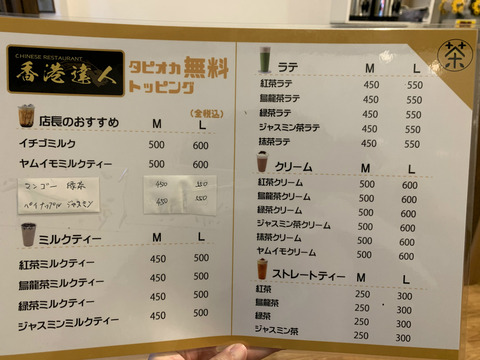 CHINESE RESTAURANT
香港達人
タピオカ無料
トッピング
(全税込)
店長のおすすめ M L
イチゴミルク 500 600
ヤムイモミルクティー 500 600
マンゴー 緑茶 450 550
パイナップル ジャスミン 450 550
ミルクティー M L
紅茶ミルクティー 450 500
烏龍茶ミルクティー 450 500
緑茶ミルクティー 450 500
ジャスミンミルクティー 450 500
茶
ラテ M L
紅茶ラテ 450 550
烏龍茶ラテ 450 550
緑茶ラテ 450 550
ジャスミン茶ラテ 450 550
抹茶ラテ 450 550
クリーム M L
紅茶クリーム 500 600
烏龍茶クリーム 500 600
緑茶クリーム 500 600
ジャスミン茶クリーム 500 600
抹茶クリーム 500 600
ヤムイモクリーム 500 600
ストレートティー M L
紅茶 250 300
烏龍茶 250 300
緑茶 250 300
ジャスミン茶 250 300